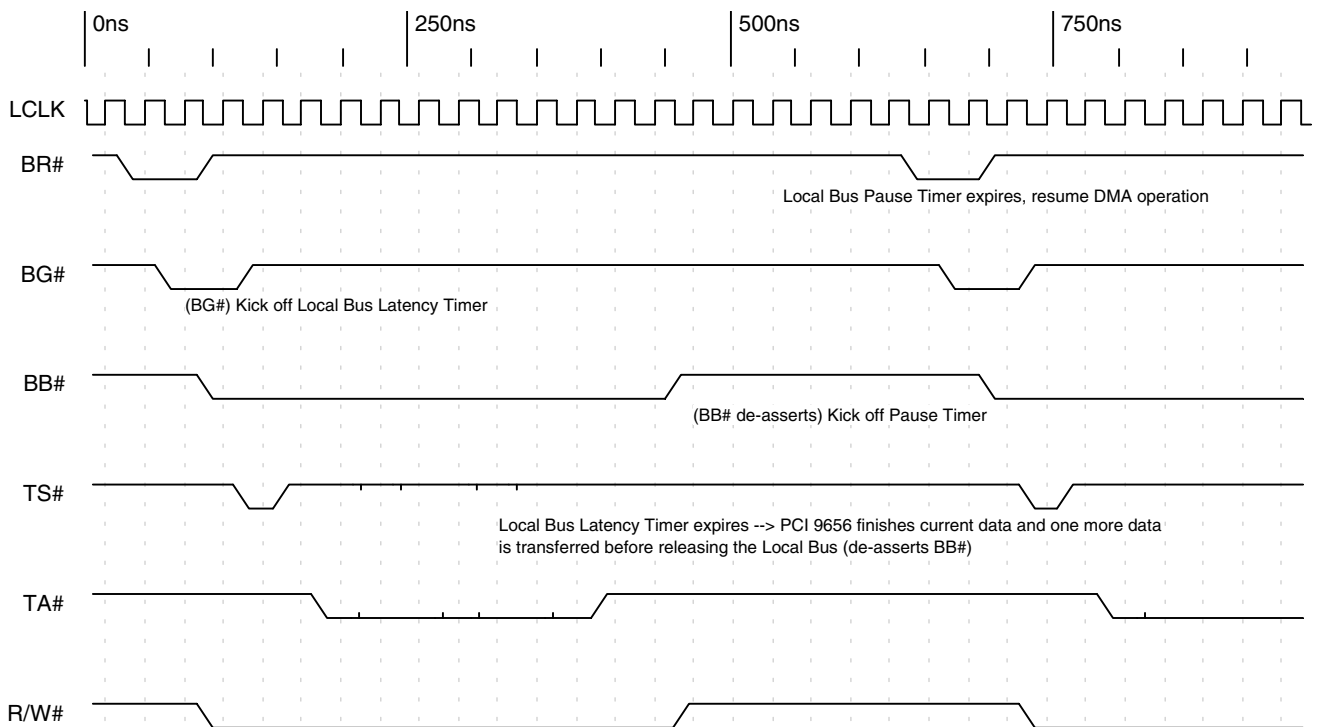 0ns 250ns 500ns 750ns
LCLK
BR#
Local Bus Pause Timer expires, resume DMA operation
BG#
(BG#) Kick off Local Bus Latency Timer
BB#
(BB# de-asserts) Kick off Pause Timer
TS#
Local Bus Latency Timer expires --> PCI 9656 finishes current data and one more data
is transferred before releasing the Local Bus (de-asserts BB#)
TA#
R/W#